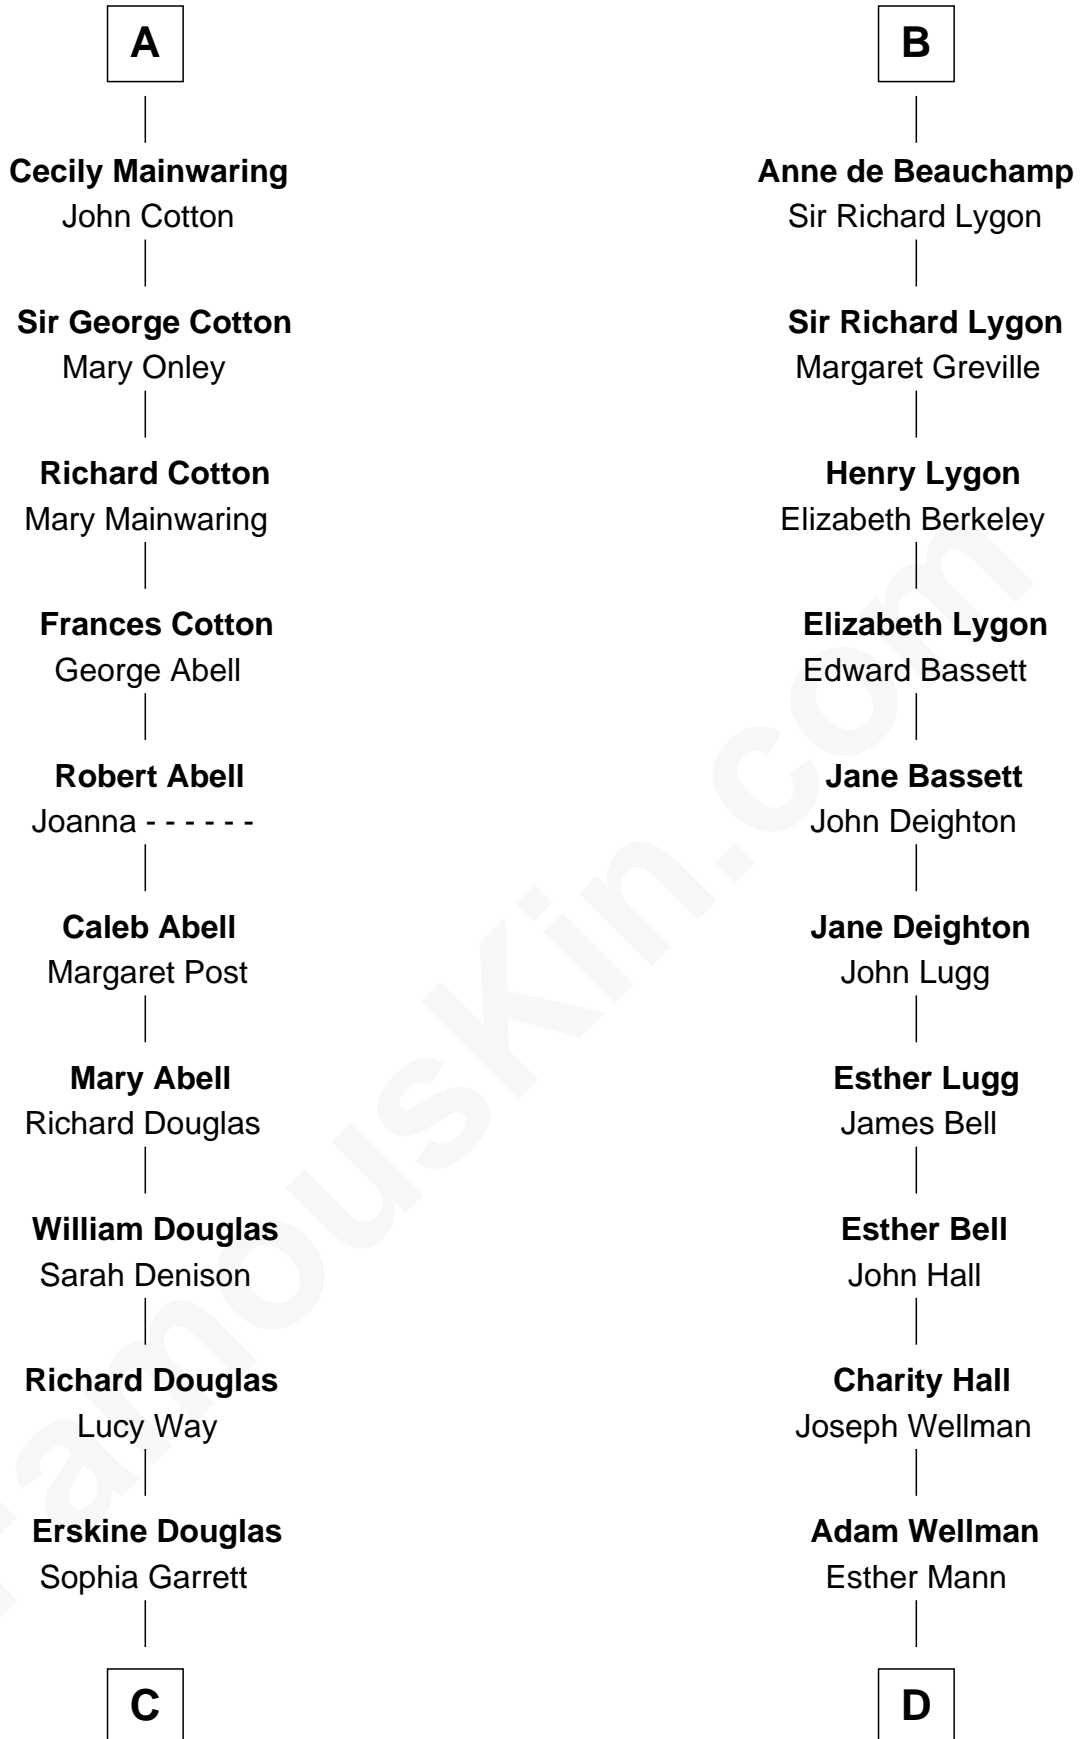 A
Cecily Mainwaring
John Cotton
Sir George Cotton
Mary Onley
Richard Cotton
Mary Mainwaring
Frances Cotton
George Abell
Robert Abell
Joanna - - - - - -
Caleb Abell
Margaret Post
Mary Abell
Richard Douglas
William Douglas
Sarah Denison
Richard Douglas
Lucy Way
Erskine Douglas
Sophia Garrett
C
B
Anne de Beauchamp
Sir Richard Lygon
Sir Richard Lygon
Margaret Greville
Henry Lygon
Elizabeth Berkeley
Elizabeth Lygon
Edward Bassett
Jane Bassett
John Deighton
Jane Deighton
John Lugg
Esther Lugg
James Bell
Esther Bell
John Hall
Charity Hall
Joseph Wellman
Adam Wellman
Esther Mann
D
FamousKin.com